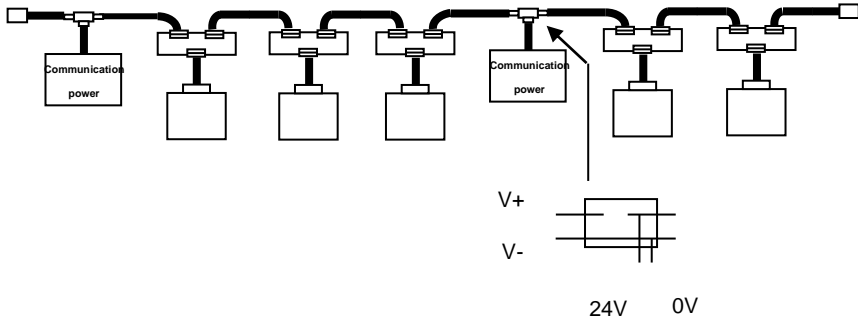 Communication
power
Communication
power
V+
V-
24V
0V